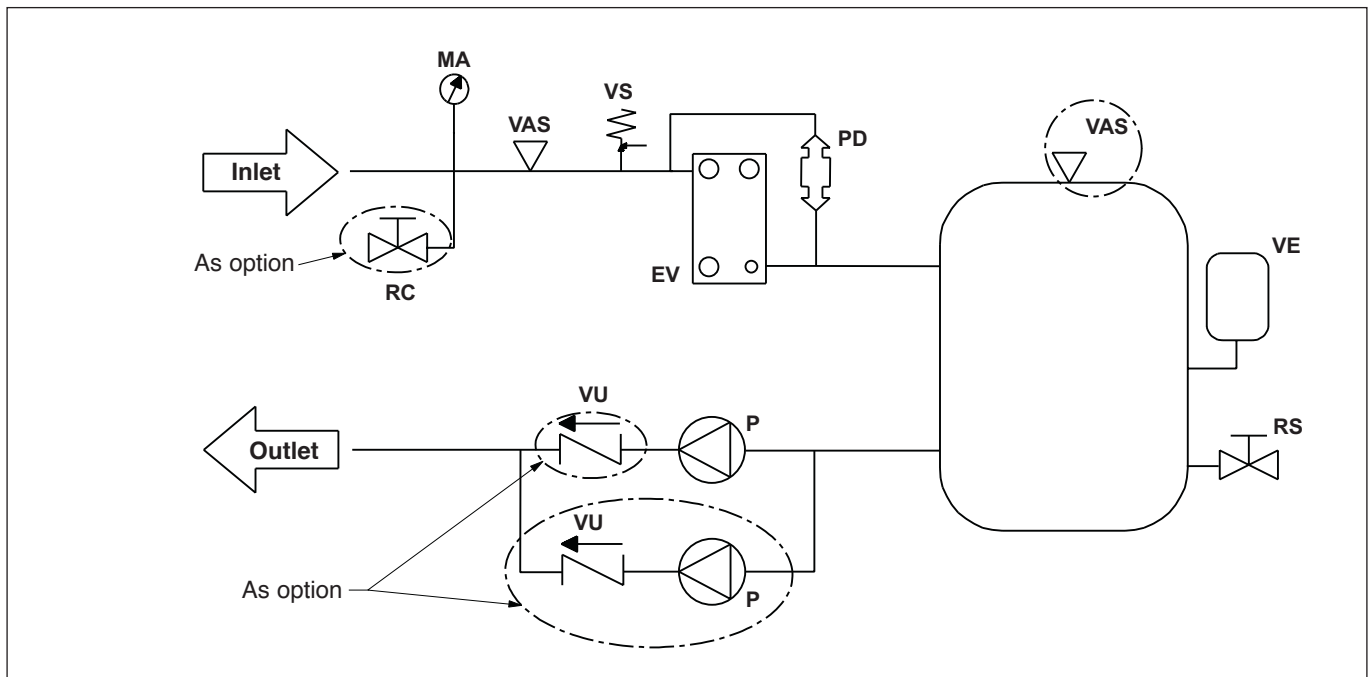 MA
VS
VAS
VAS
PD
Inlet
VE
As option
EV
RC
VU
P
RS
Outlet
VU
As option
P